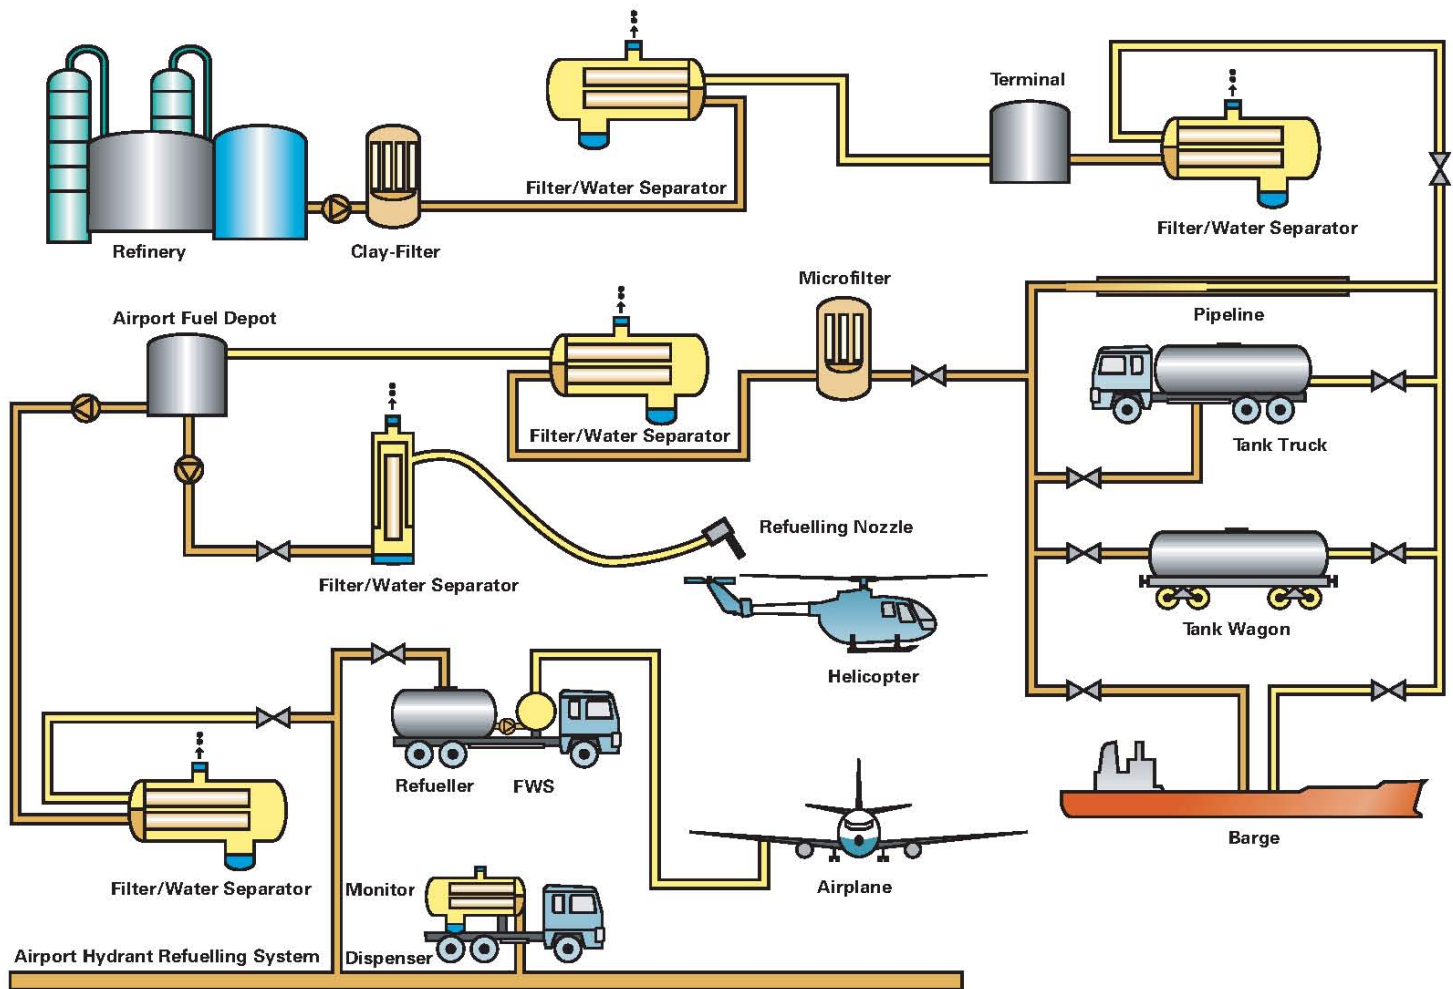 Terminal
Filter/Water Separator
Refinery
Clay-Filter
Filter/Water Separator
Microfilter
Airport Fuel Depot
Pipeline
Filter/Water Separator
Tank Truck
Refuelling Nozzle
Filter/Water Separator
Tank Wagon
Helicopter
Refueller
FWS
Barge
Filter/Water Separator
Monitor
Airplane
Airport Hydrant Refuelling System
Dispenser